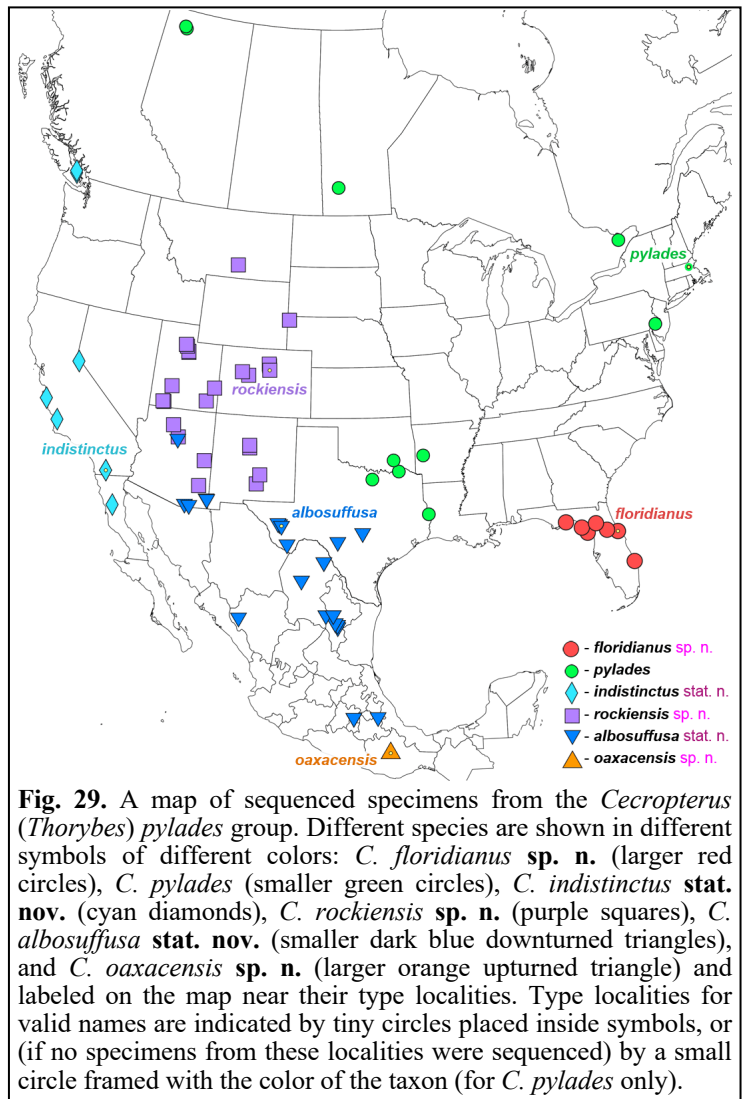 pylades
rockiensis
indistinctus
albosuffusa
floridianus
- floridianus sp. n.
- pylades
- indistinctus stat. n.
- rockiensis sp. n.
- albosuffusa stat. n.
- oaxacensis sp. n.
oaxacensis
Fig. 29. A map of sequenced specimens from the Cecropterus
(Thorybes) pylades group. Different species are shown in different
symbols of different colors: C. floridianus sp. n. (larger red
circles), C. pylades (smaller green circles), C. indistinctus stat.
nov. (cyan diamonds), C. rockiensis sp. n. (purple squares), C.
albosuffusa stat. nov. (smaller dark blue downturned triangles),
and C. oaxacensis sp. n. (larger orange upturned triangle) and
labeled on the map near their type localities. Type localities for
valid names are indicated by tiny circles placed inside symbols, or
(if no specimens from these localities were sequenced) by a small
circle framed with the color of the taxon (for C. pylades only).